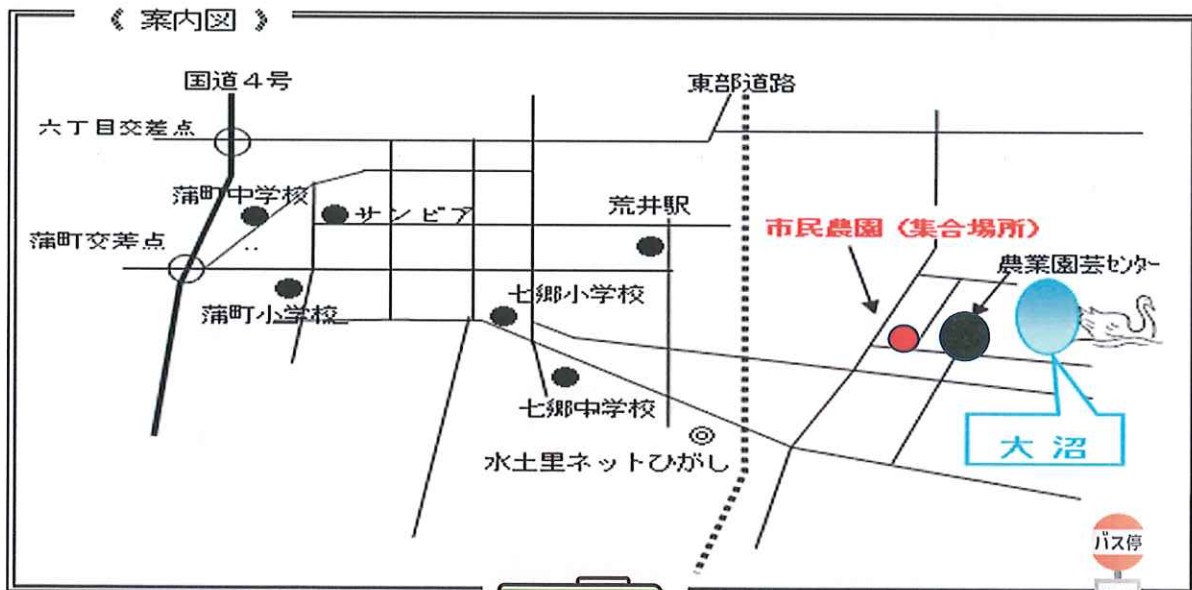 《 案内図 》
国道４号
東部道路
六丁目交差点
蒲町中学校
サンピア
荒井駅
市民農園（集合場所）
蒲町交差点
農業園芸センター
七郷小学校
蒲町小学校
七郷中学校
大 沼
水土里ネットひがし
バス停